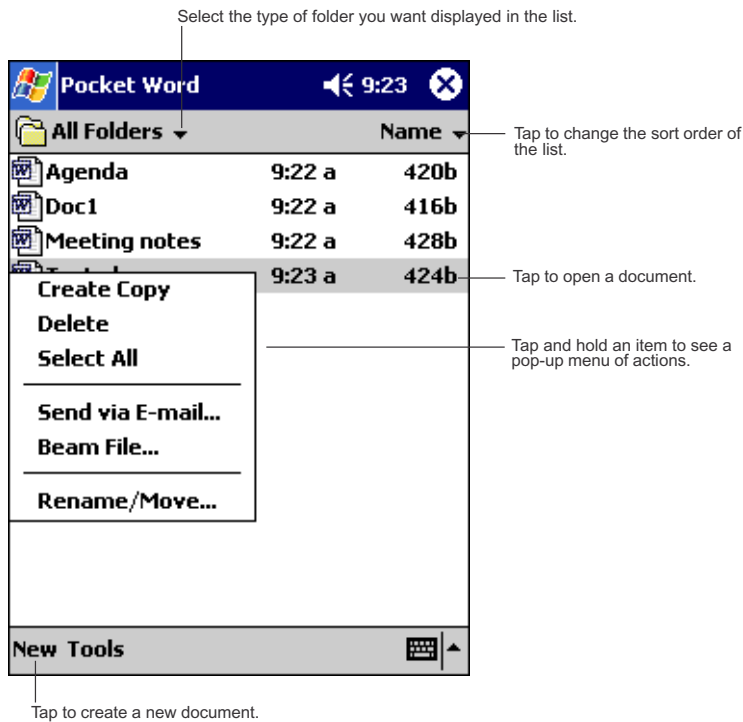 Select the type of folder you want displayed in the list.
Pocket Word 9:23
All Folders Name
Tap to change the sort order of
the list.
Agenda 9:22 a 420b
Doc1 9:22 a 416b
Meeting notes 9:22 a 428b
9:23 a 424b
Tap to open a document.
Create Copy
Delete
Select All
Tap and hold an item to see a
pop-up menu of actions.
Send via E-mail...
Beam File...
Rename/Move...
New Tools
Tap to create a new document.